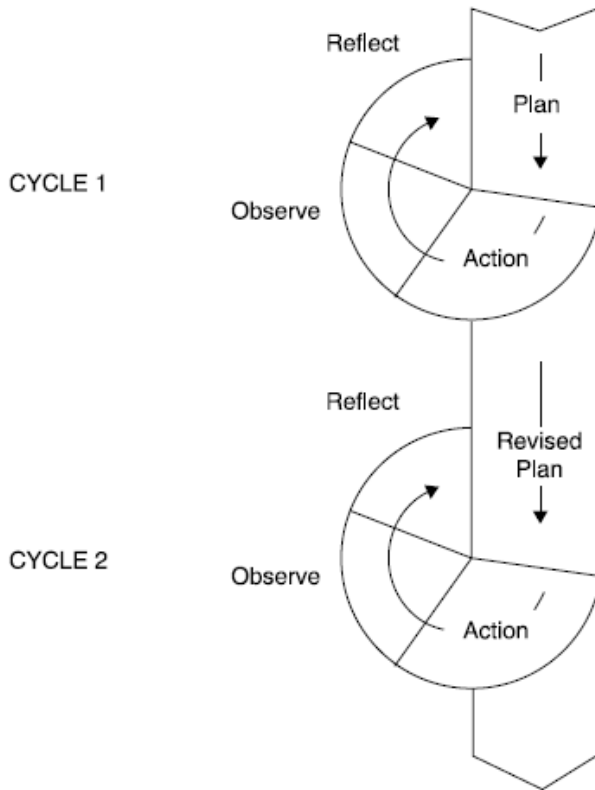 Reflect
Plan
CYCLE 1
Observe
Action
Reflect
Revised
Plan
CYCLE 2
Observe
Action